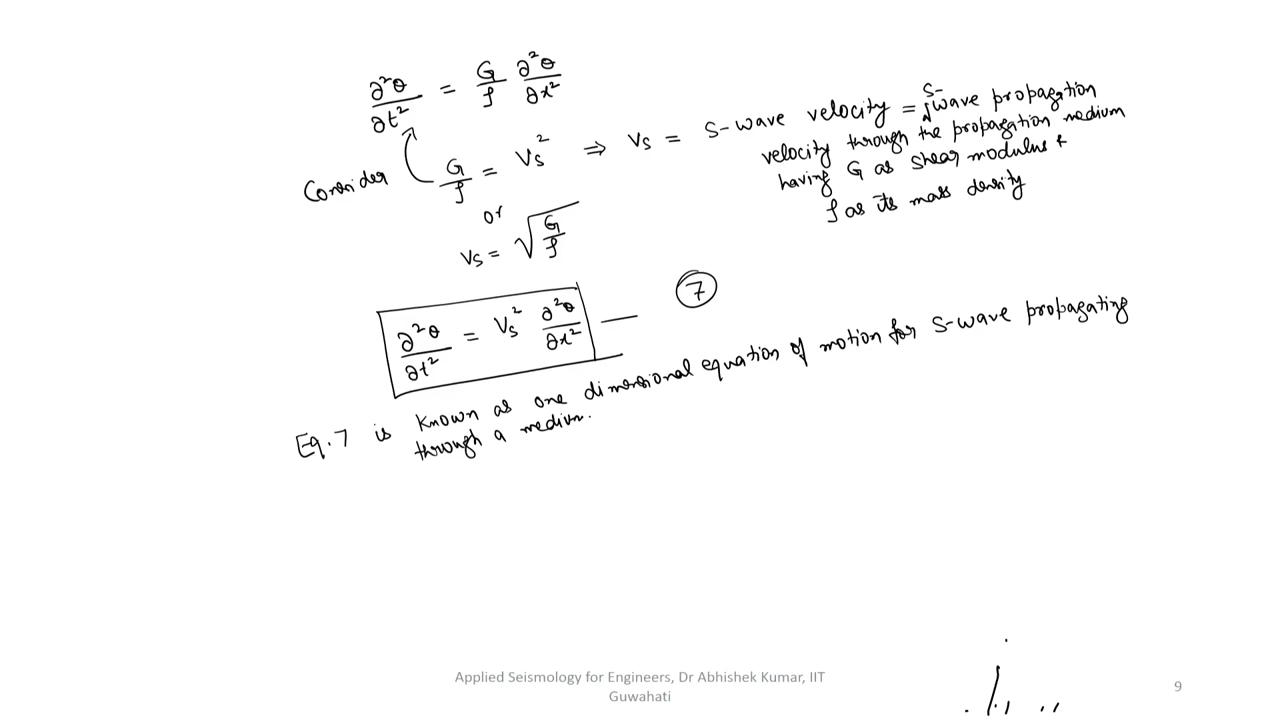 ∂²θ/∂t² = G/ρ ∂²θ/∂x²
Consider G/ρ = Vs² ⇒ Vs = S-wave velocity = S-wave propagation
velocity through the propagation medium
having G as shear modulus &
ρ as its mass density
or
Vs = √(G/ρ)
∂²θ/∂t² = Vs² ∂²θ/∂x² — 7
Eq. 7 is known as one dimensional equation of motion for S-wave propagating
through a medium.
Applied Seismology for Engineers, Dr Abhishek Kumar, IIT
Guwahati
9